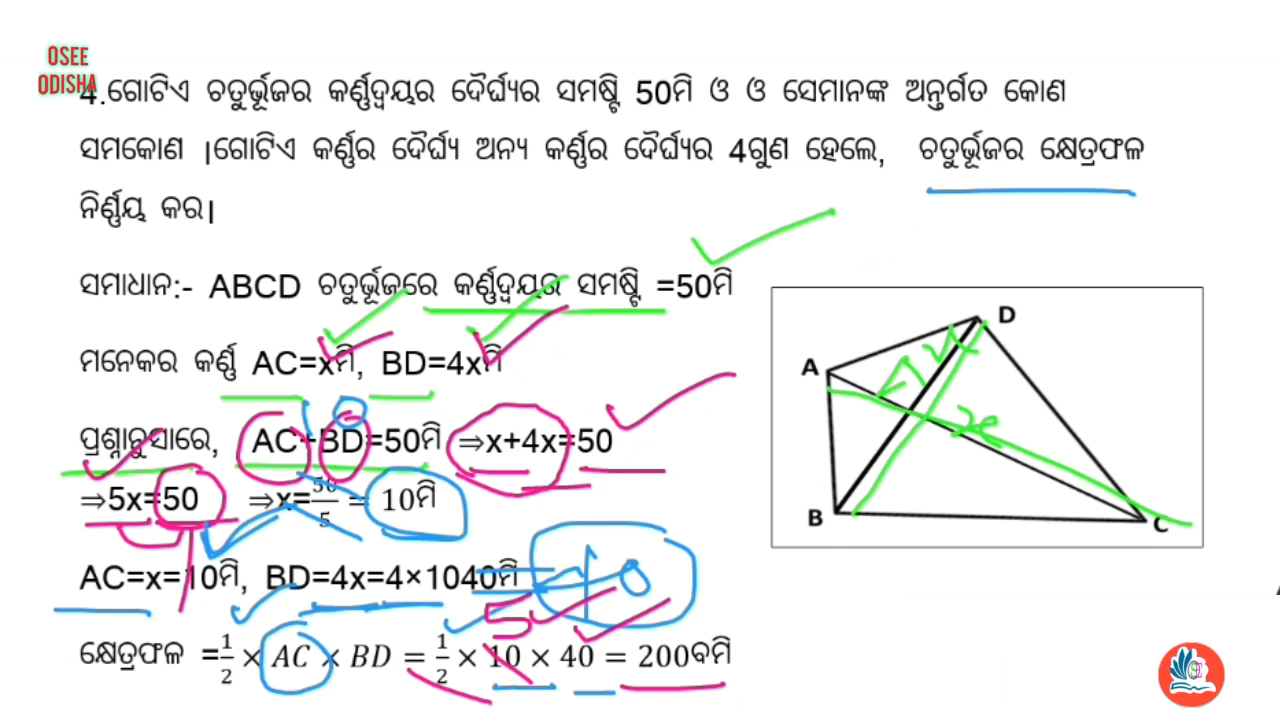 OSEE
ODISHA
4.ଗୋଟିଏ ଚତୁର୍ଭୂଜର କର୍ଣ୍ଣଦ୍ୱୟର ଦୈର୍ଘ୍ୟର ସମଷ୍ଟି 50ମି ଓ ଓ ସେମାନଙ୍କ ଅନ୍ତର୍ଗତ କୋଣ
ସମକୋଣ ।ଗୋଟିଏ କର୍ଣ୍ଣର ଦୈର୍ଘ୍ୟ ଅନ୍ୟ କର୍ଣ୍ଣର ଦୈର୍ଘ୍ୟର 4ଗୁଣ ହେଲେ, ଚତୁର୍ଭୂଜର କ୍ଷେତ୍ରଫଳ
ନିର୍ଣ୍ଣୟ କର।
ସମାଧାନ:- ABCD ଚତୁର୍ଭୂଜରେ କର୍ଣ୍ଣଦ୍ୱୟର ସମଷ୍ଟି =50ମି
ମନେକର କର୍ଣ୍ଣ AC=xମି, BD=4xମି
ପ୍ରଶ୍ନାନୁସାରେ, AC+BD=50ମି ⇒x+4x=50
⇒5x=50 ⇒x=50/5 = 10ମି
AC=x=10ମି, BD=4x=4×1040ମି
40
5
କ୍ଷେତ୍ରଫଳ =1/2 × AC × BD = 1/2 × 10 × 40 = 200ବମି
D
A
x
B
C